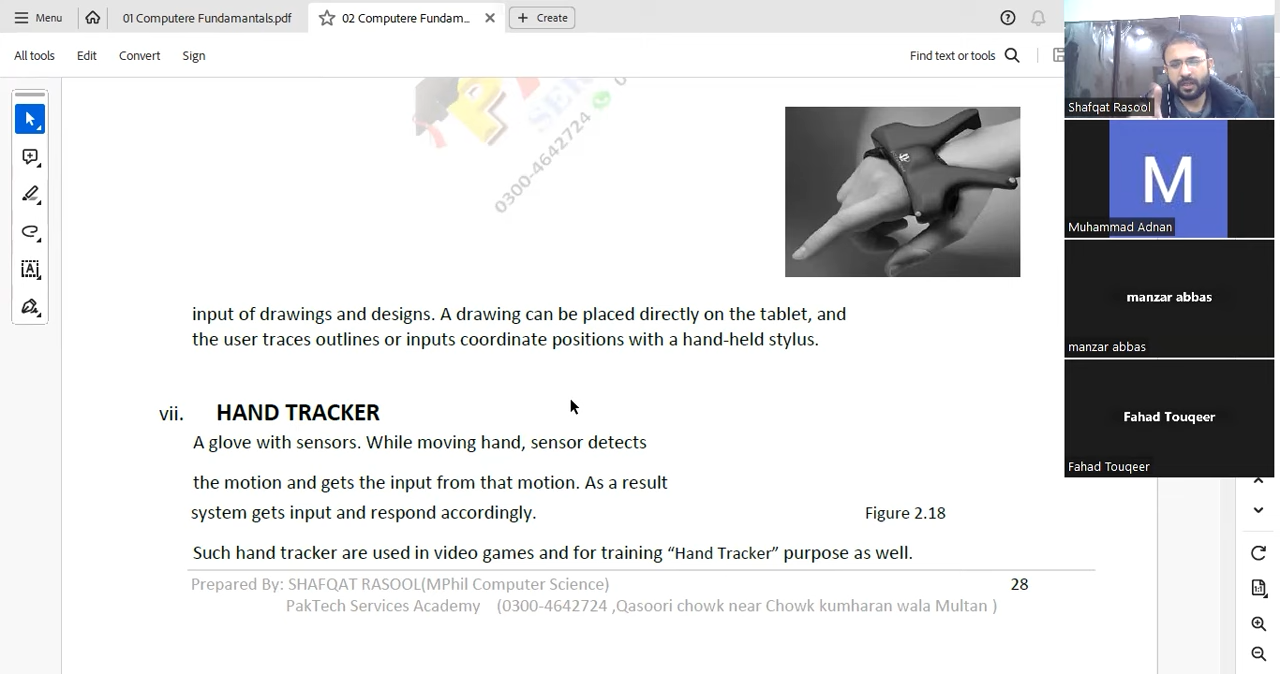 Menu
01 Computere Fundamantals.pdf
02 Computere Fundam...
Create
All tools
Edit
Convert
Sign
Find text or tools
0300-4642724
input of drawings and designs. A drawing can be placed directly on the tablet, and
the user traces outlines or inputs coordinate positions with a hand-held stylus.
vii. HAND TRACKER
A glove with sensors. While moving hand, sensor detects
the motion and gets the input from that motion. As a result
system gets input and respond accordingly.
Figure 2.18
Such hand tracker are used in video games and for training “Hand Tracker” purpose as well.
Prepared By: SHAFQAT RASOOL(MPhil Computer Science)
28
PakTech Services Academy (0300-4642724 ,Qasoori chowk near Chowk kumharan wala Multan )
Shafqat Rasool
M
Muhammad Adnan
manzar abbas
manzar abbas
Fahad Touqeer
Fahad Touqeer